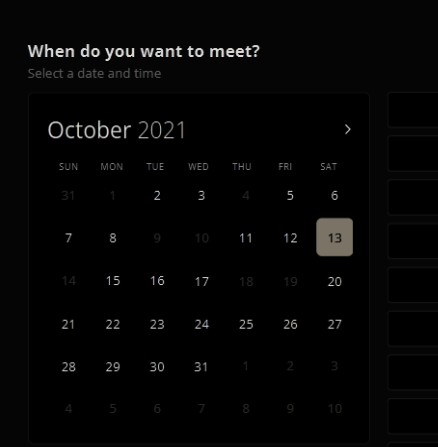 When do you want to meet?
Select a date and time
October 2021
SUN MON TUE WED THU FRI SAT
31 1 2 3 4 5 6
7 8 9 10 11 12 13
14 15 16 17 18 19 20
21 22 23 24 25 26 27
28 29 30 31 1 2 3
4 5 6 7 8 9 10